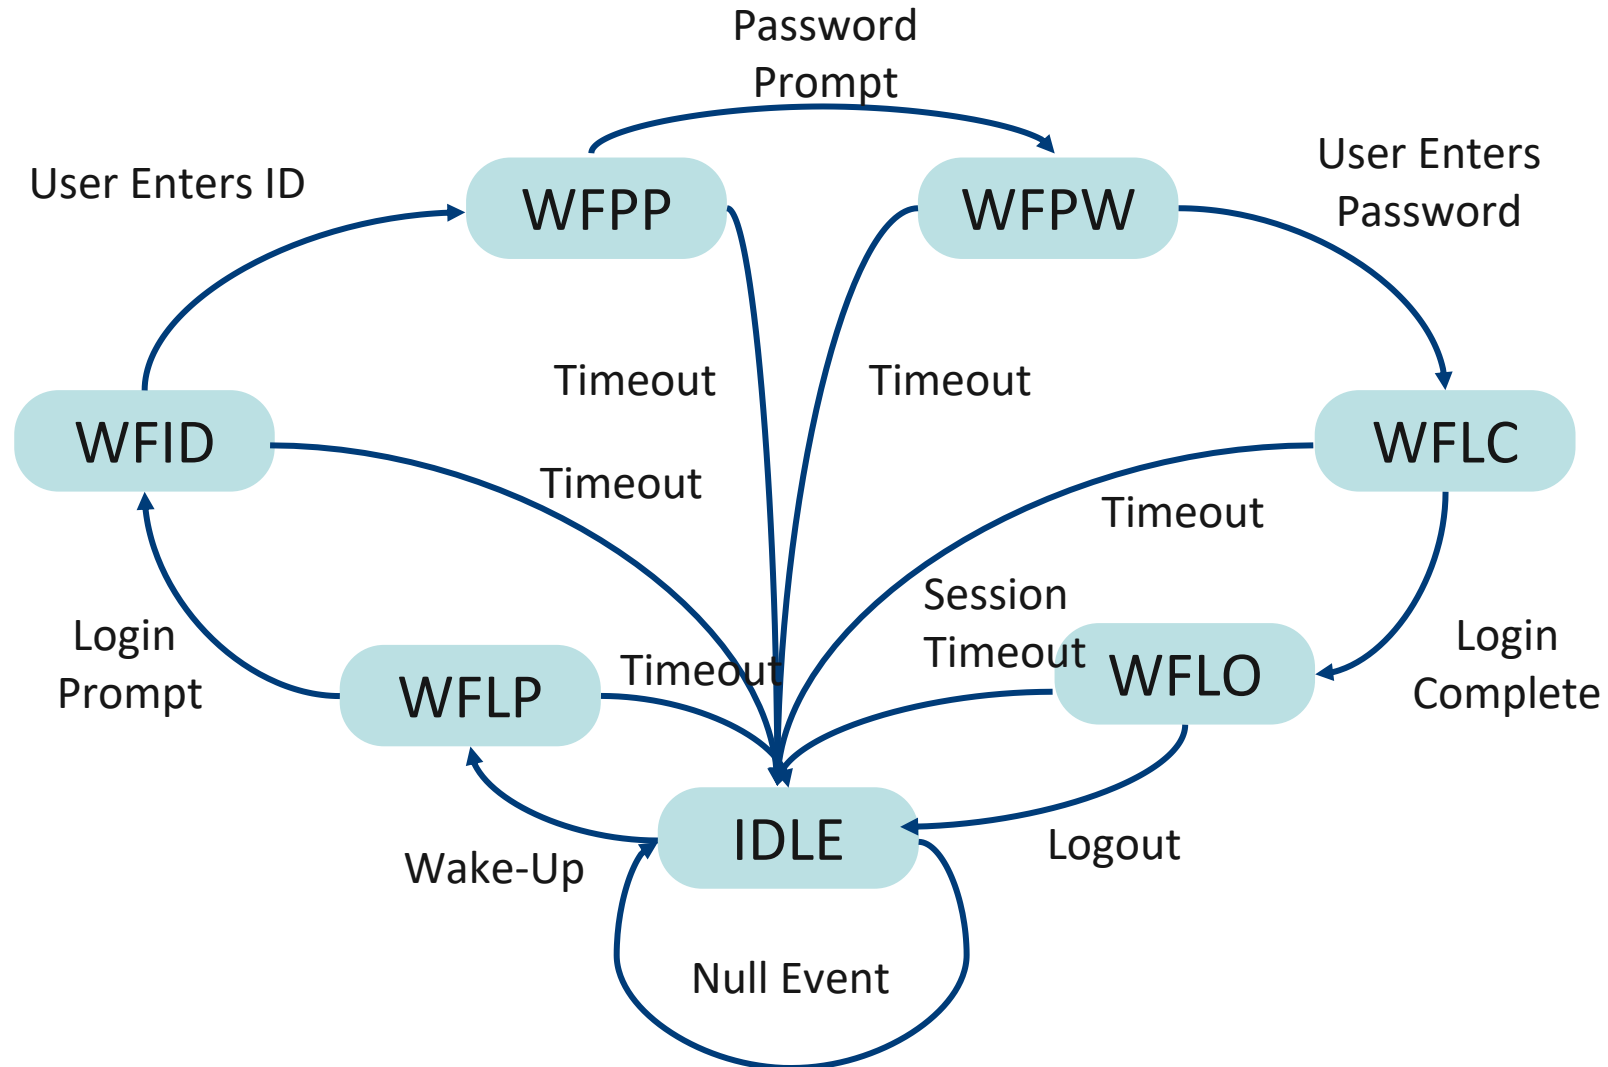 Password
Prompt
User Enters ID
WFPP
WFPW
User Enters
Password
Timeout
Timeout
WFID
Timeout
WFLC
Timeout
Session
Timeout
Login
Prompt
WFLP
Timeout
WFLO
Login
Complete
IDLE
Wake-Up
Logout
Null Event